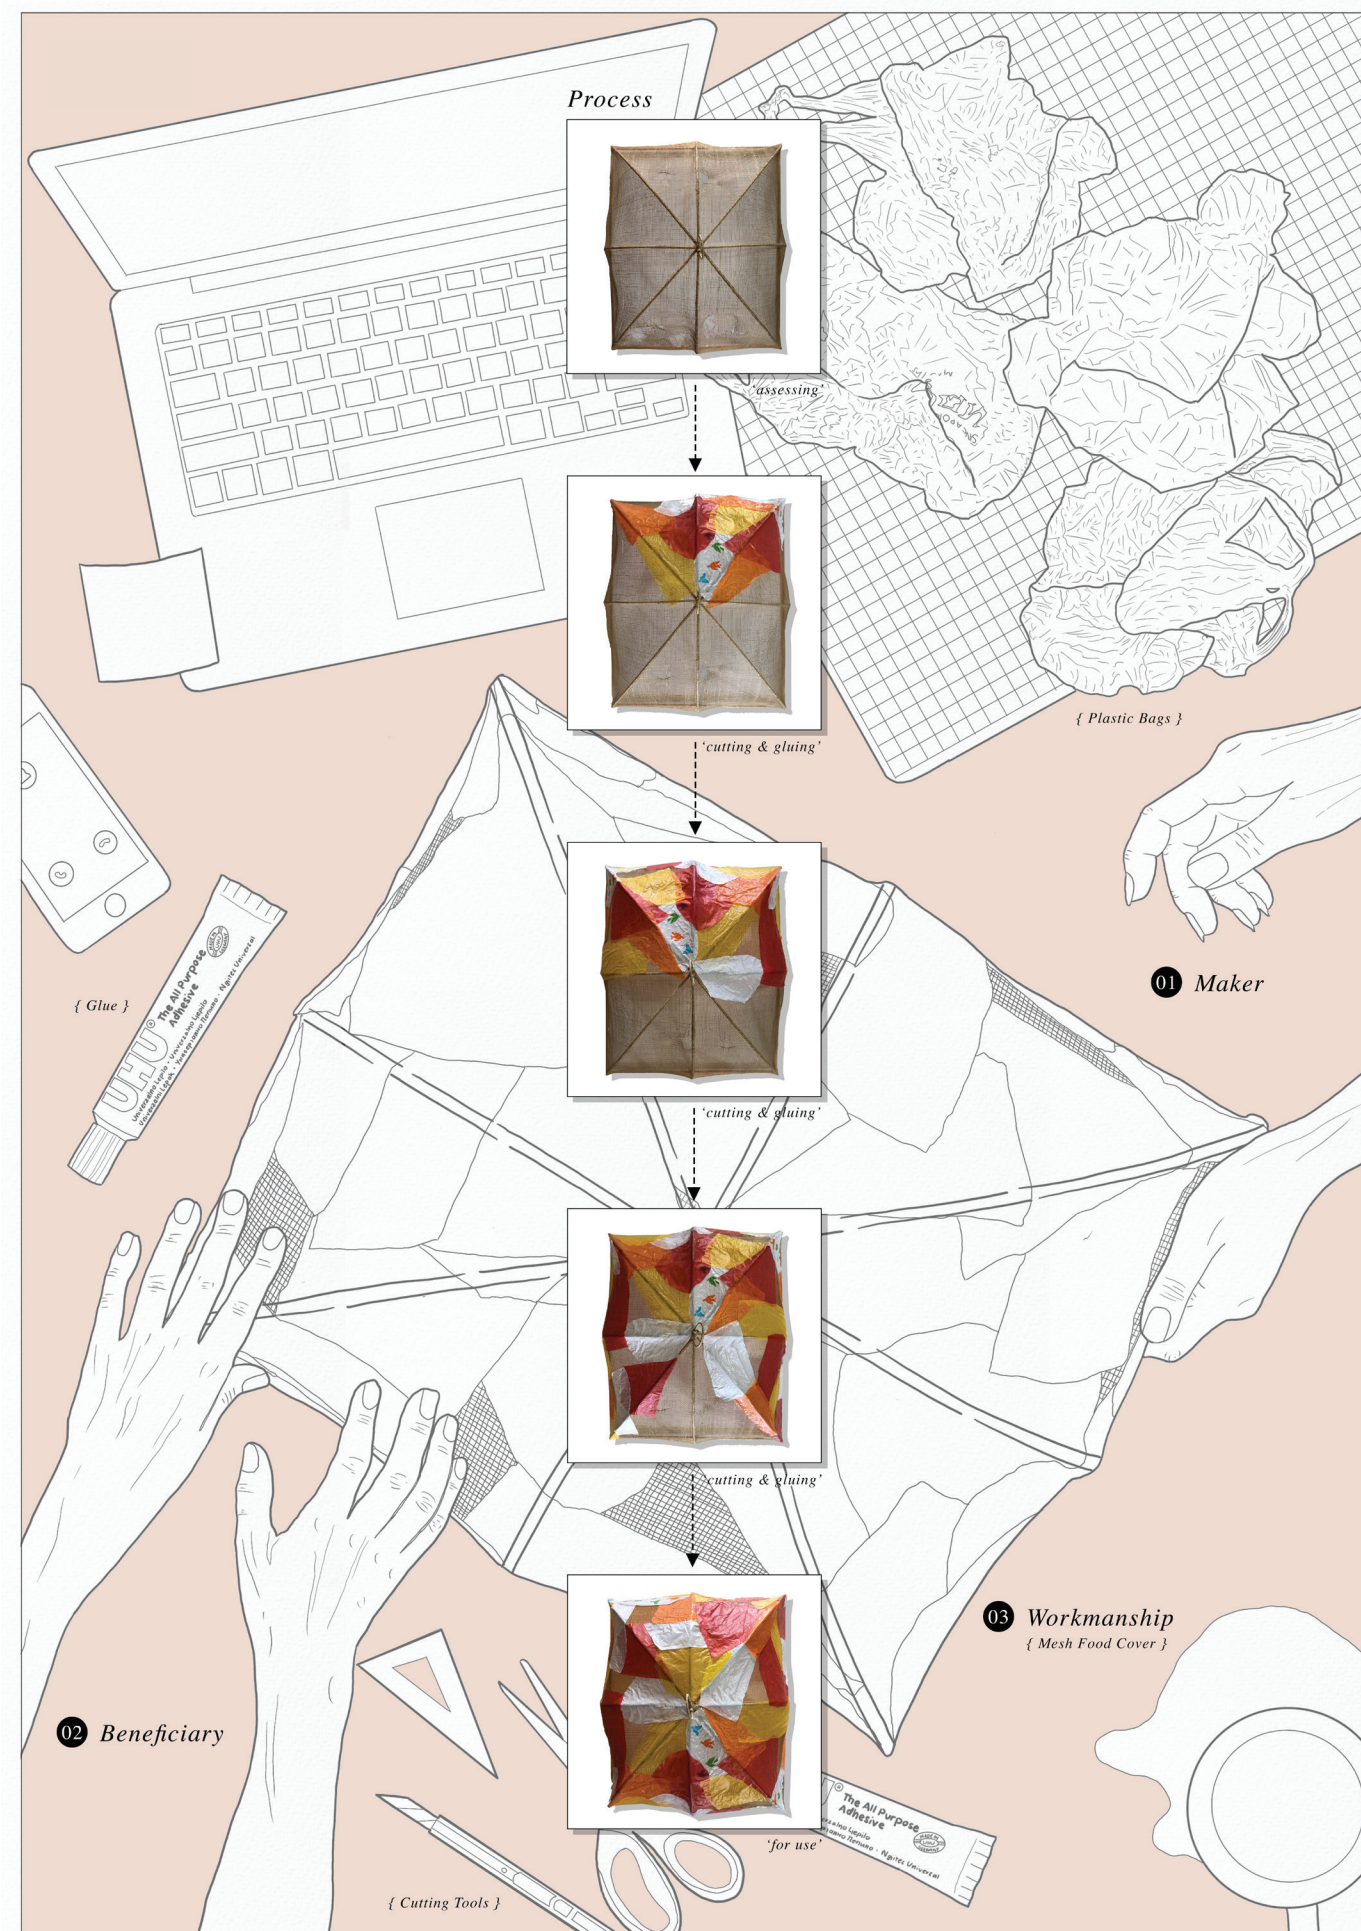 Process
‘assessing’
‘cutting & gluing’
{ Plastic Bags }
‘cutting & gluing’
01 Maker
{ Glue }
UHU
The All Purpose
Adhesive
‘cutting & gluing’
03 Workmanship
{ Mesh Food Cover }
02 Beneficiary
‘for use’
The All Purpose
Adhesive
{ Cutting Tools }